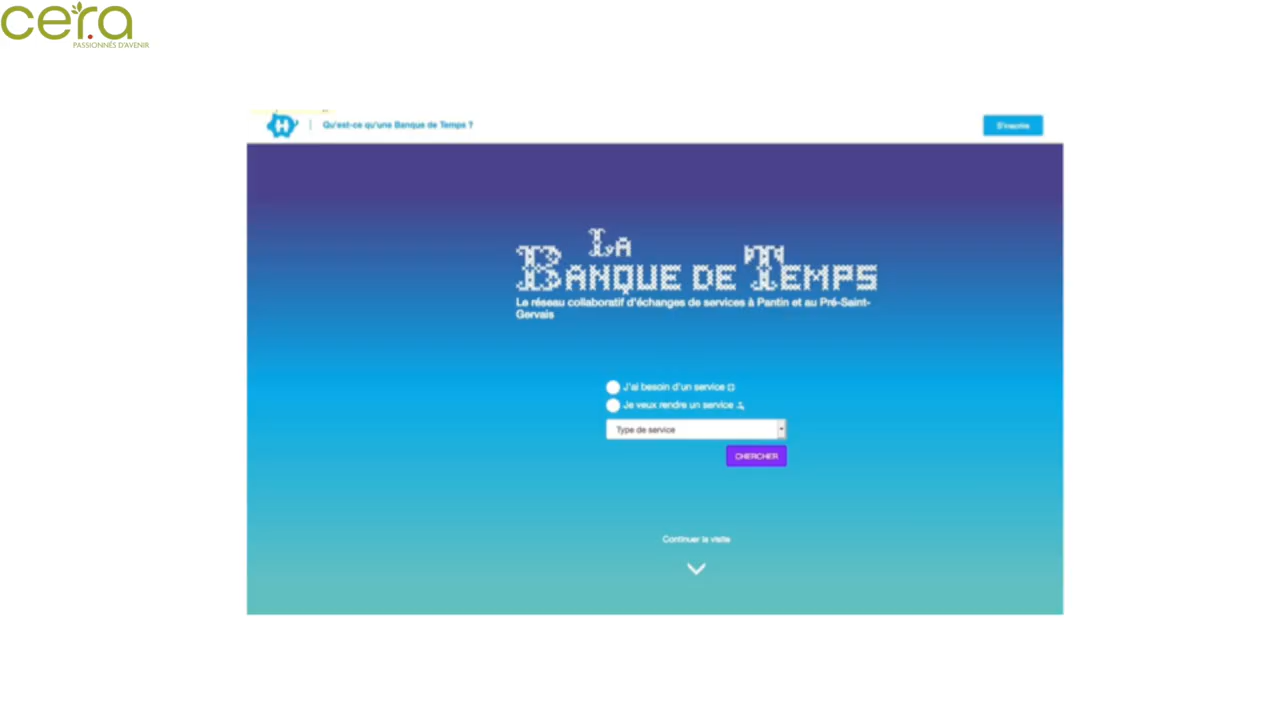 cera
PASSIONNÉS D'AVENIR
H
Qu'est-ce qu'une Banque de Temps ?
S'inscrire
LA
BANQUE DE TEMPS
Le réseau collaboratif d'échanges de services à Pantin et au Pré-Saint-
Gervais
J'ai besoin d'un service
Je veux rendre un service
Type de service
CHERCHER
Continuer la visite